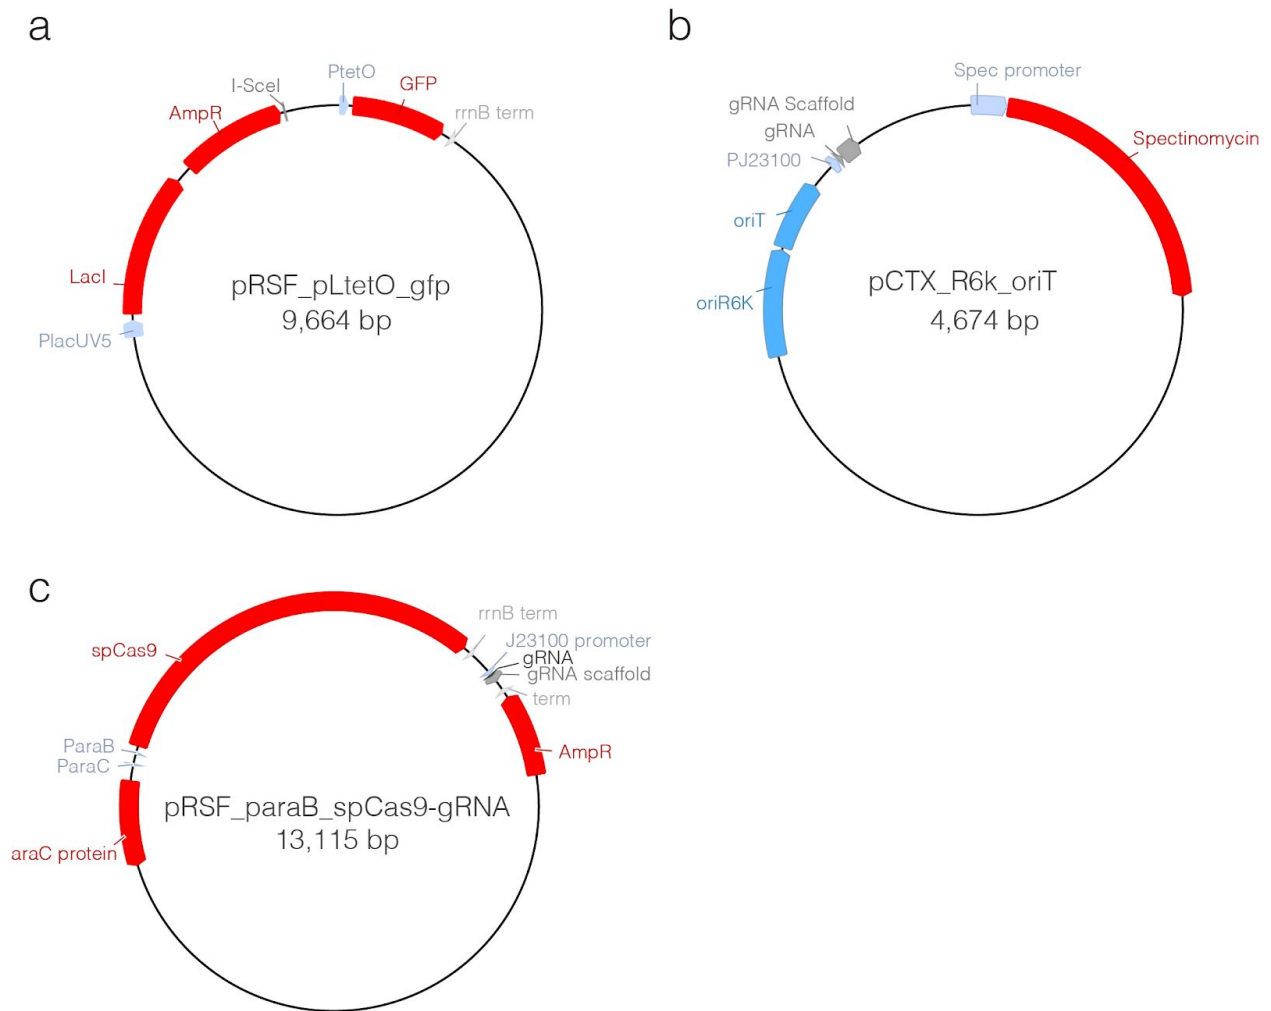 a
PtetO
GFP
I-SceI
rrnB term
AmpR
LacI
PlacUV5
pRSF_pLtetO_gfp
9,664 bp
b
Spec promoter
gRNA Scaffold
gRNA
PJ23100
Spectinomycin
oriT
oriR6K
pCTX_R6k_oriT
4,674 bp
c
rrnB term
J23100 promoter
gRNA
gRNA scaffold
term
spCas9
ParaB
ParaC
AmpR
pRSF_paraB_spCas9-gRNA
13,115 bp
araC protein